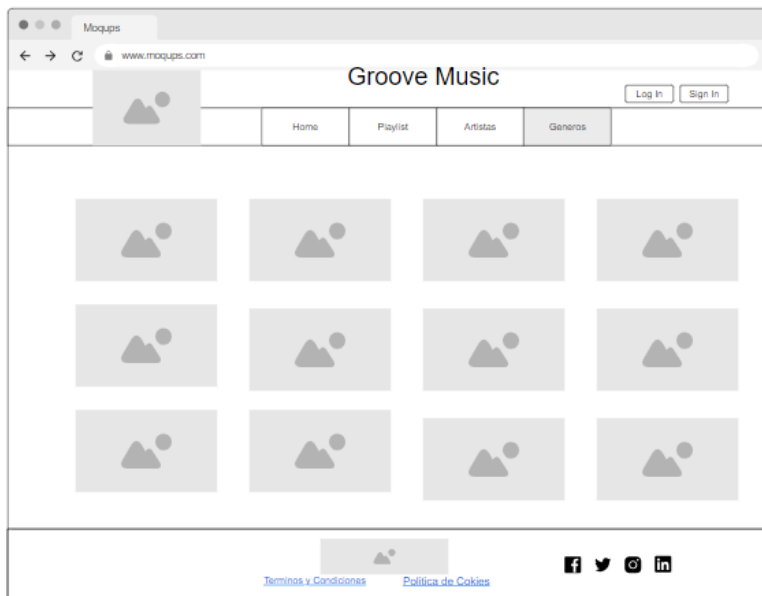 Moqups
www.moqups.com
Groove Music
Log In Sign In
Home Playlist Artistas Generos
Terminos y Condiciones Politica de Cokies